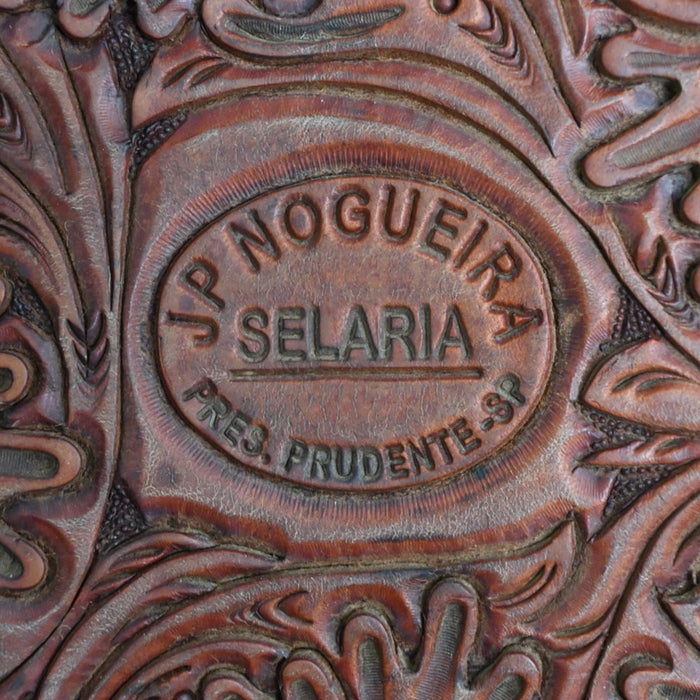 JP NOGUEIRA
SELARIA
PRES. PRUDENTE-SP